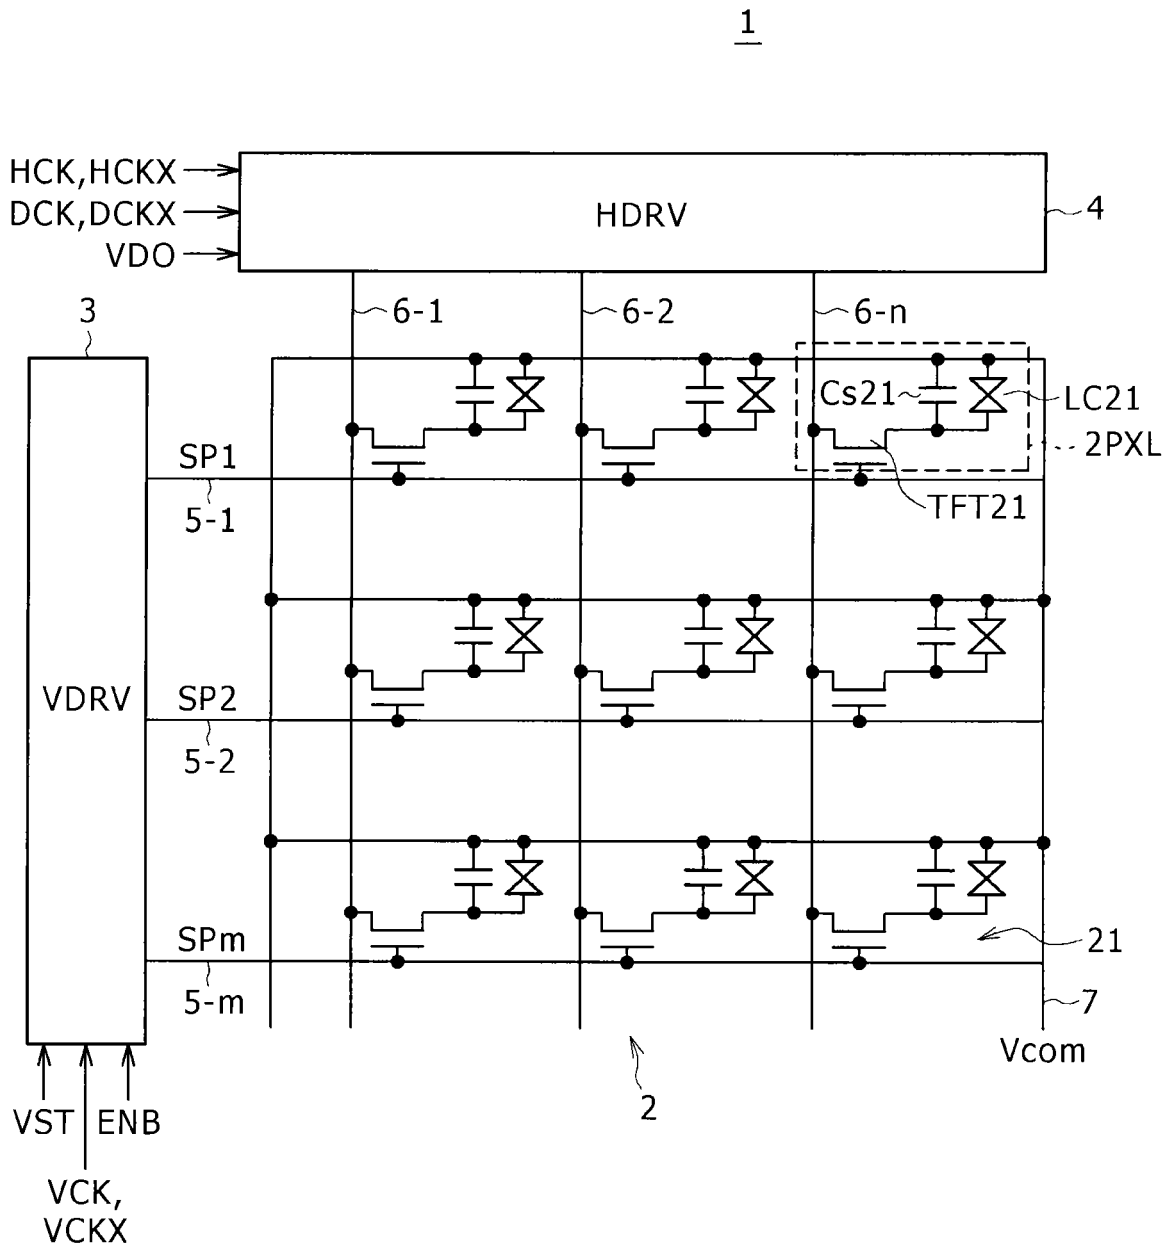 1
HCK,HCKX
DCK,DCKX
VDO
HDRV
4
3
6-1
6-2
6-n
Cs21
LC21
2PXL
SP1
5-1
TFT21
VDRV
SP2
5-2
SPm
5-m
21
7
Vcom
2
VST
ENB
VCK,
VCKX